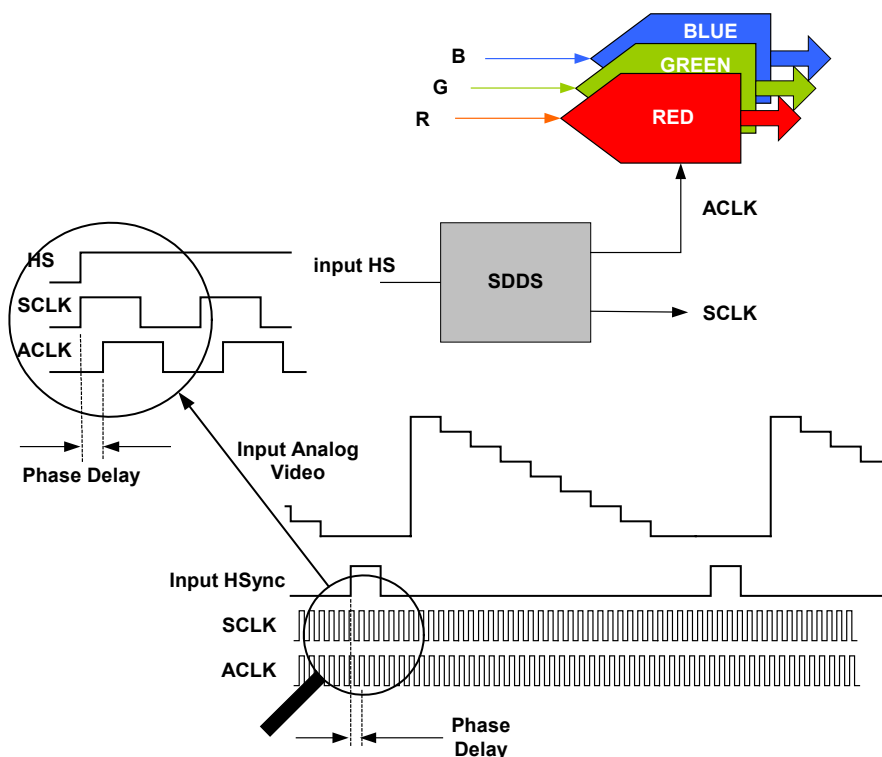 BLUE
B
GREEN
G
R
RED
ACLK
HS
input HS
SDDS
SCLK
SCLK
ACLK
Phase Delay
Input Analog
Video
Input HSync
SCLK
ACLK
Phase
Delay